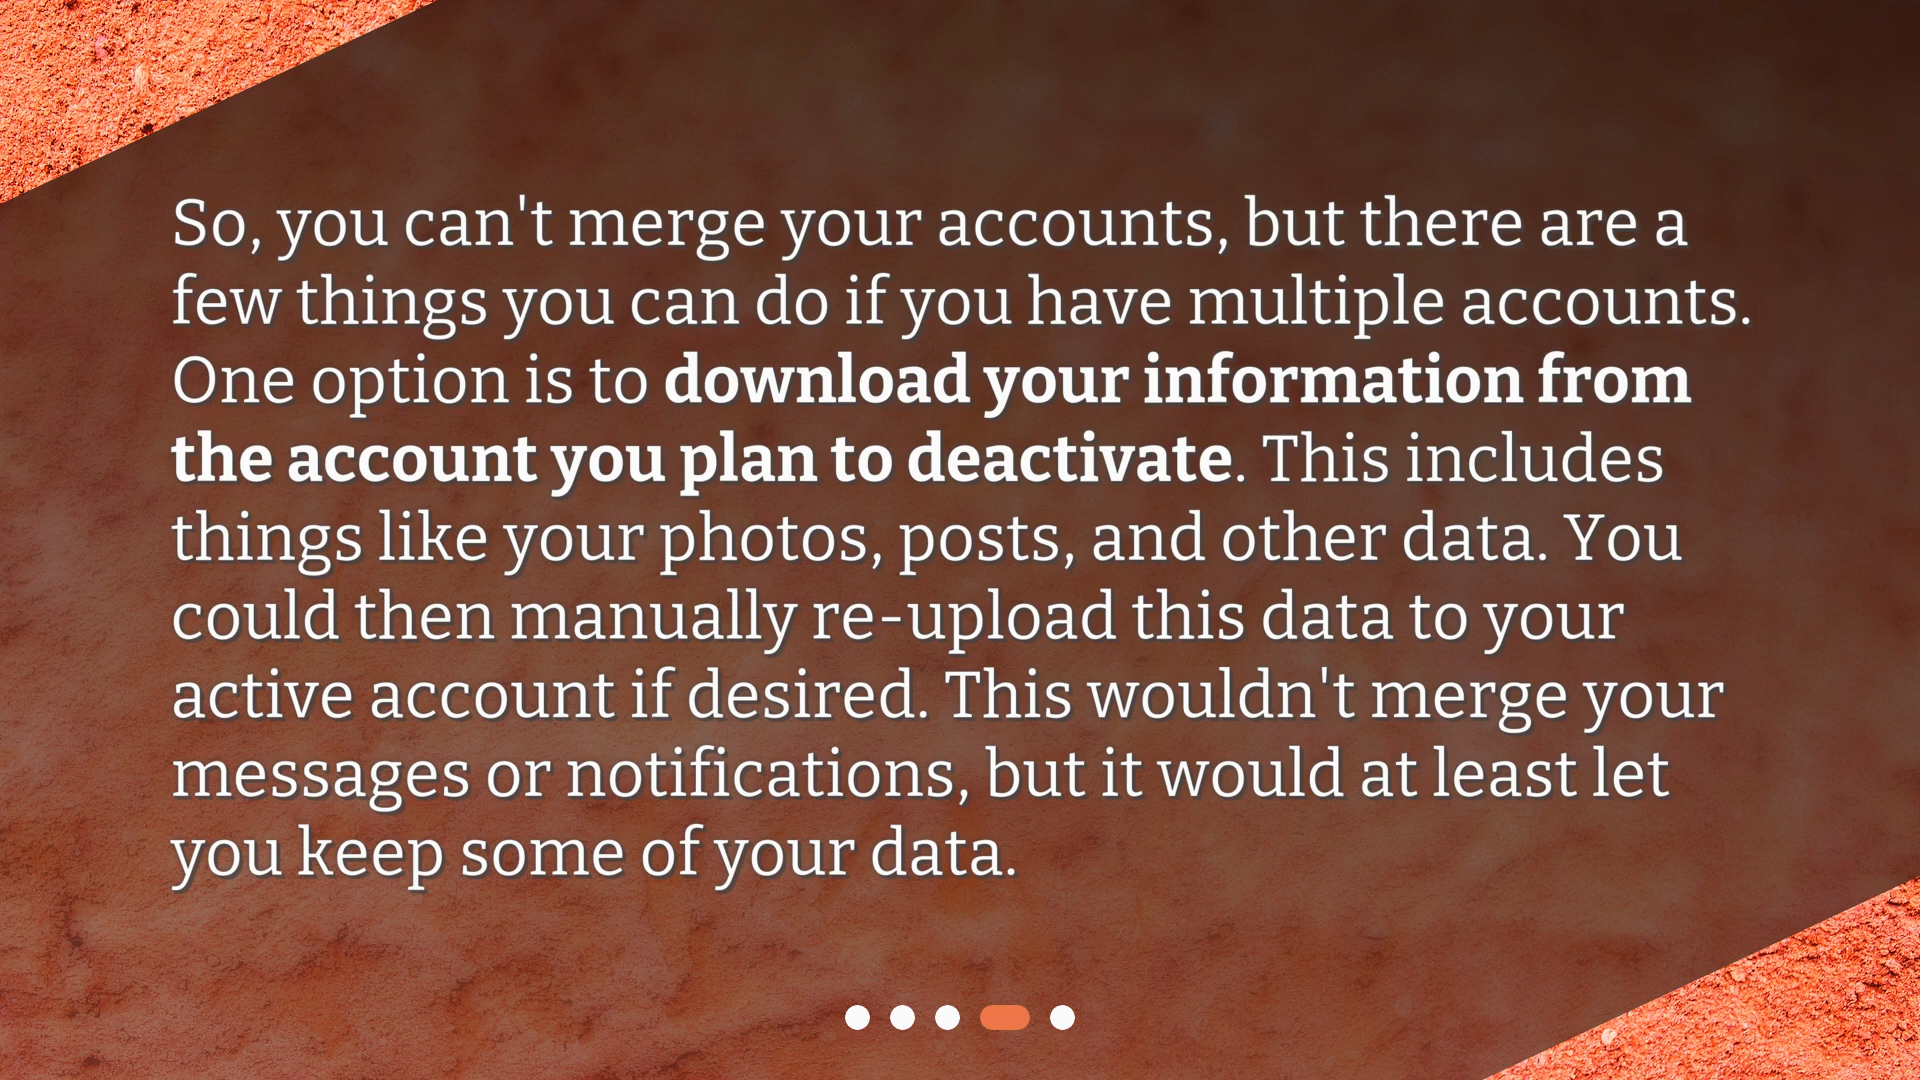 So, you can't merge your accounts, but there are a
few things you can do if you have multiple accounts.
One option is to download your information from
the account you plan to deactivate. This includes
things like your photos, posts, and other data. You
could then manually re-upload this data to your
active account if desired. This wouldn't merge your
messages or notifications, but it would at least let
you keep some of your data.